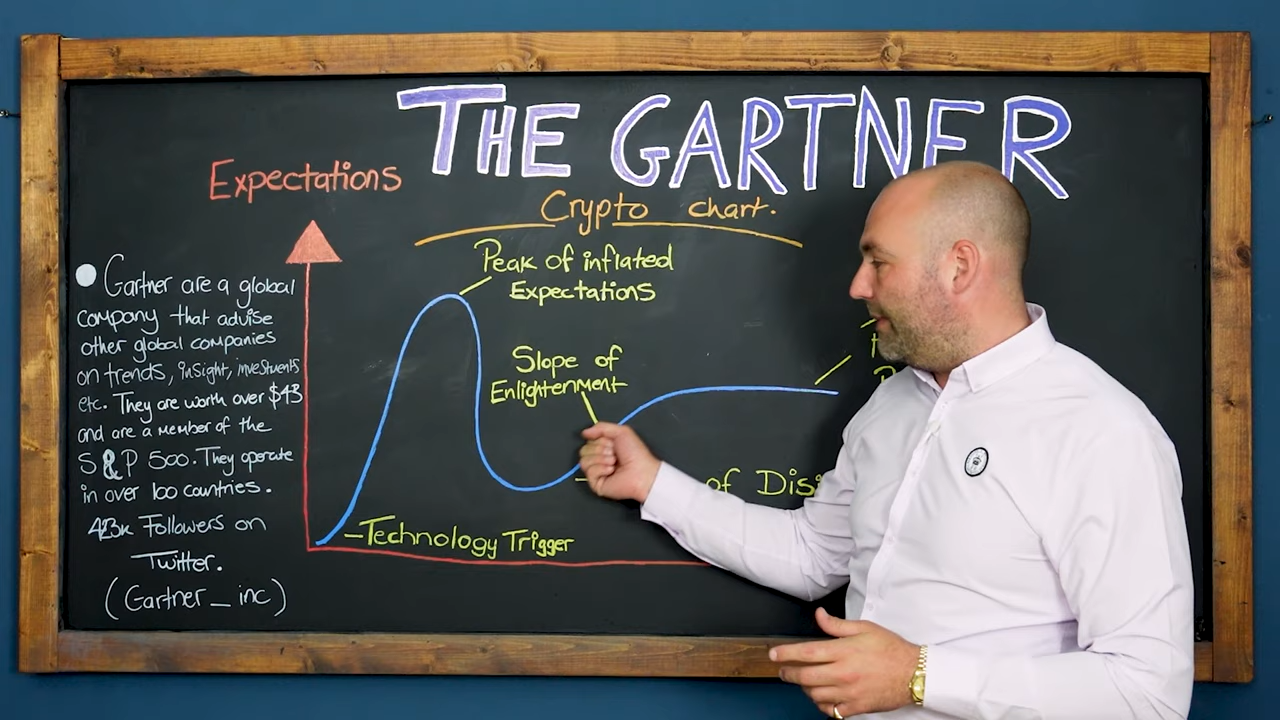 THE GARTNER
Crypto chart.
Expectations
Peak of inflated
Expectations
Slope of
Enlightenment
of Disi
–Technology Trigger
Gartner are a global
company that advise
other global companies
on trends, insight, investments
etc. They are worth over $4B
and are a member of the
S & P 500. They operate
in over 100 countries.
423k Followers on
Twitter.
(Gartner_inc)